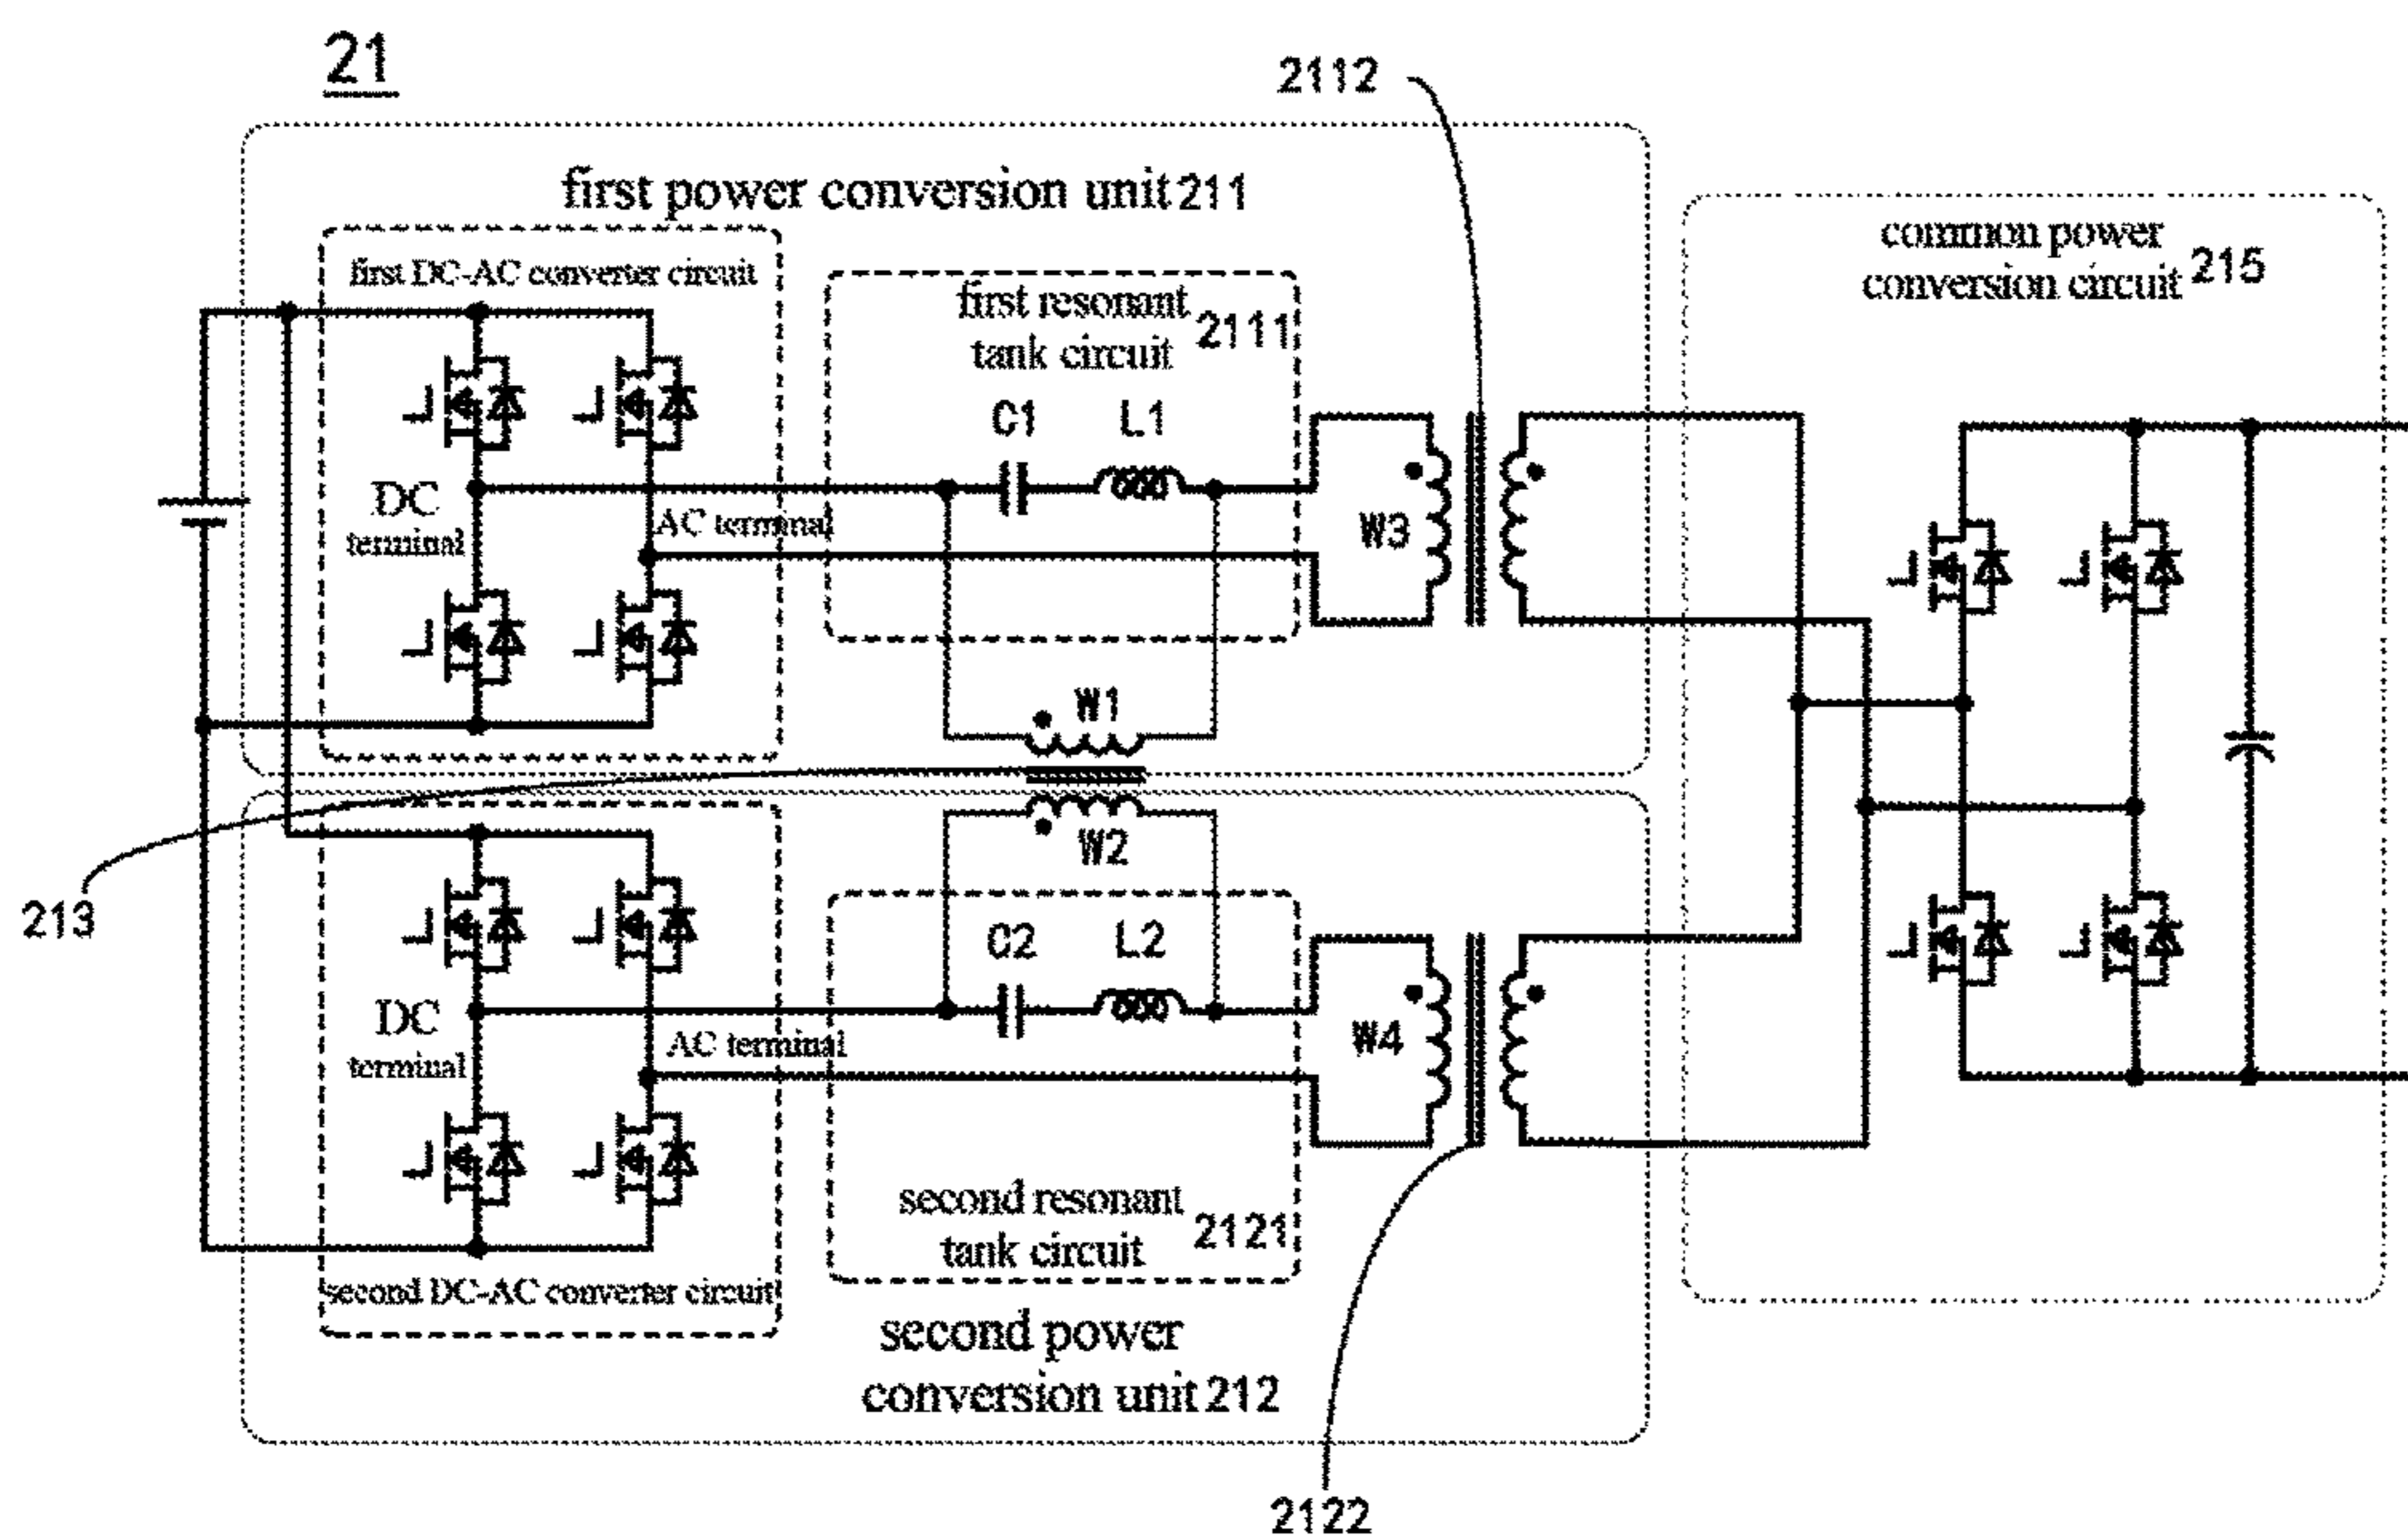 21
2112
first power conversion unit 211
common power
conversion circuit 215
first DC-AC converter circuit
first resonant
tank circuit 2111
C1 L1
DC
terminal
AC terminal
W3
W1
W2
213
C2 L2
DC
terminal
AC terminal
W4
second resonant
tank circuit 2121
second DC-AC converter circuit
second power
conversion unit 212
2122